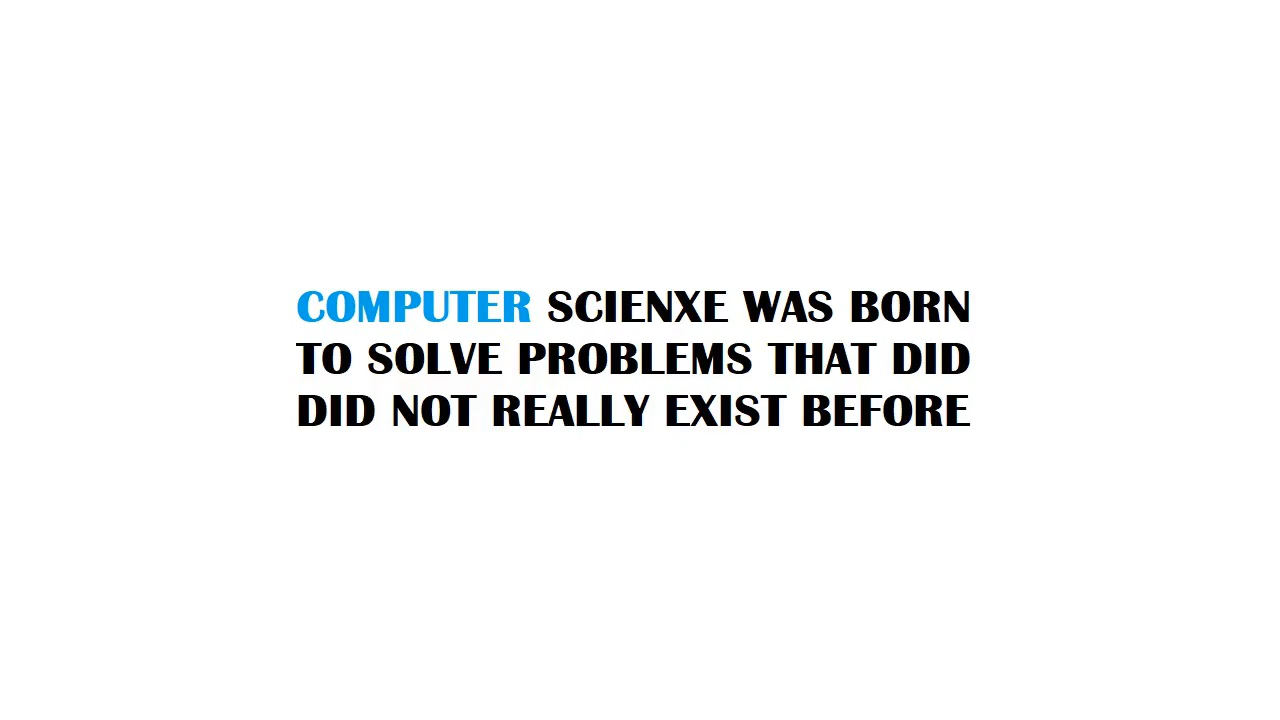 COMPUTER SCIENXE WAS BORN
TO SOLVE PROBLEMS THAT DID
DID NOT REALLY EXIST BEFORE